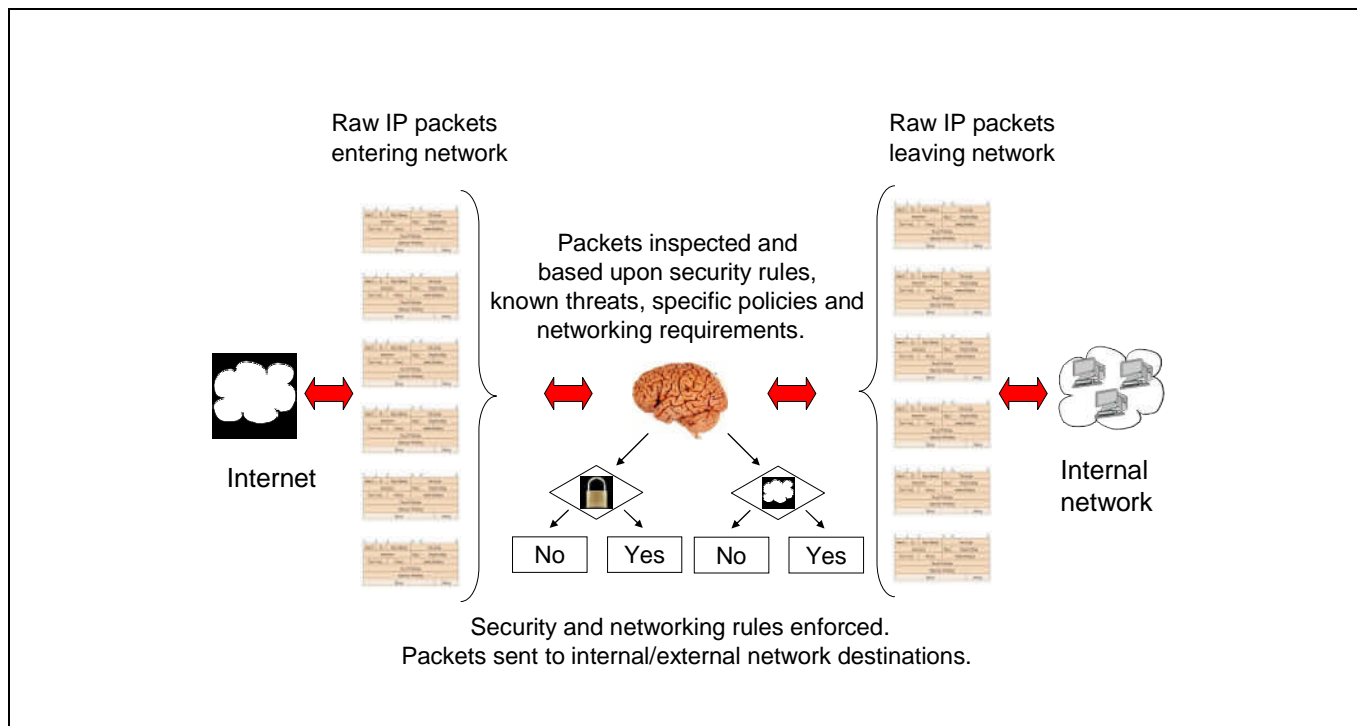 Raw IP packets
entering network
Raw IP packets
leaving network
Packets inspected and
based upon security rules,
known threats, specific policies and
networking requirements.
Internet
Internal
network
No
Yes
No
Yes
Security and networking rules enforced.
Packets sent to internal/external network destinations.